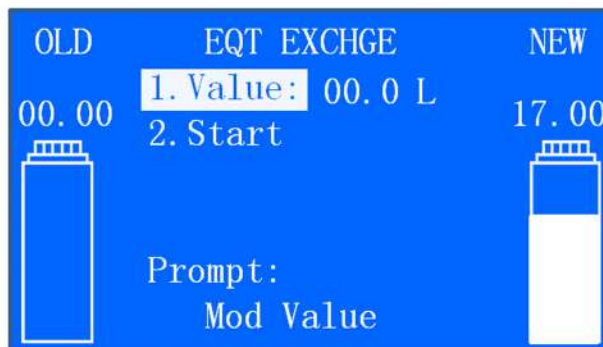 OLD EQT EXCHGE NEW
1.Value: 00.0 L
00.00 17.00
2.Start
Prompt:
Mod Value